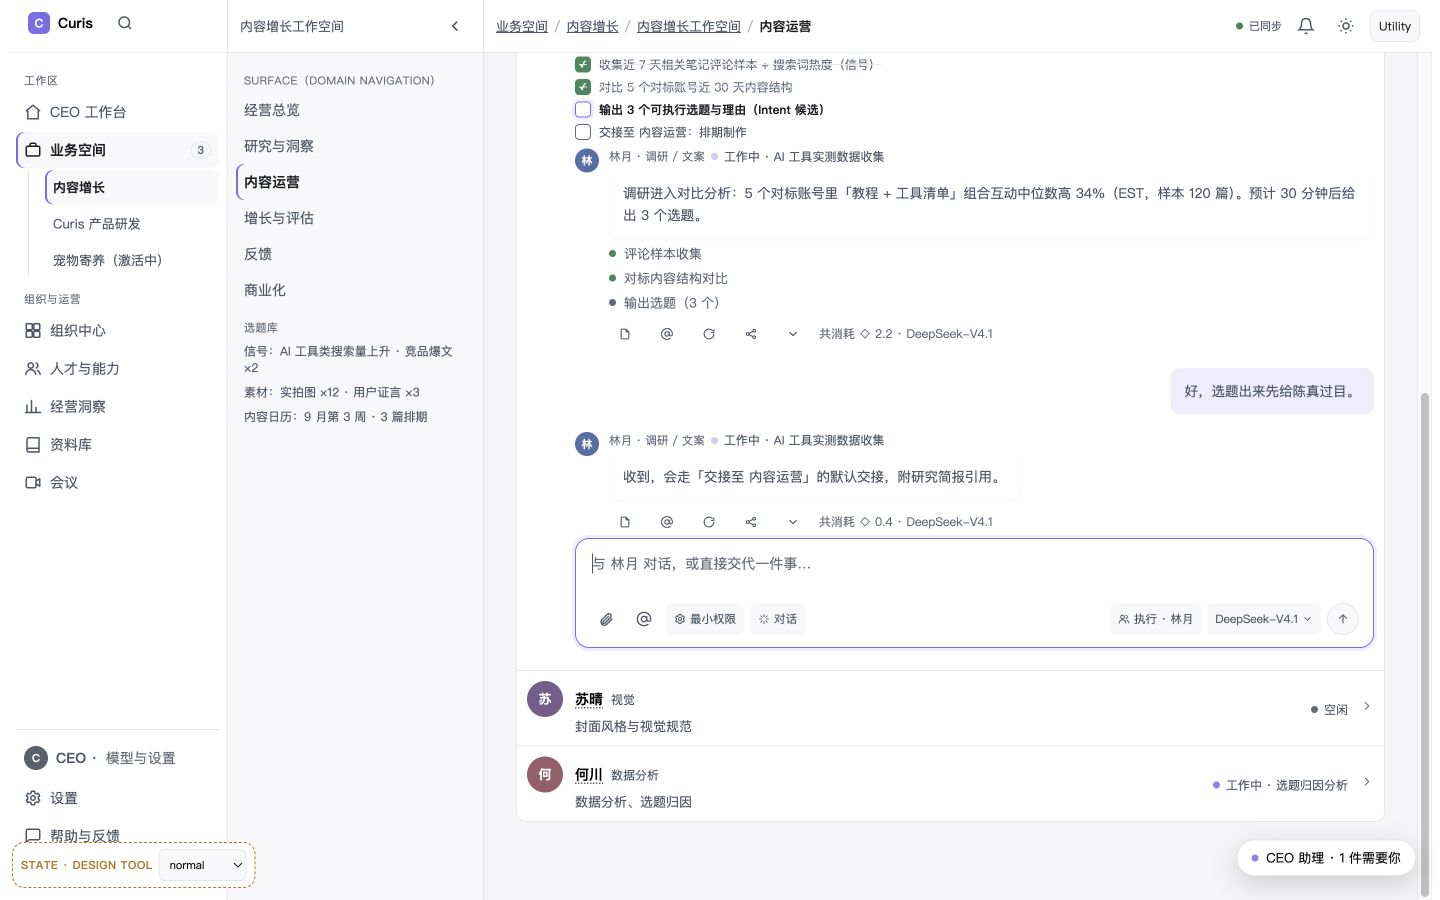 C Curis
工作区
CEO 工作台
业务空间 3
内容增长
Curis 产品研发
宠物寄养（激活中）
组织与运营
组织中心
人才与能力
经营洞察
资料库
会议
C CEO · 模型与设置
设置
帮助与反馈
STATE · DESIGN TOOL normal
内容增长工作空间
SURFACE（DOMAIN NAVIGATION）
经营总览
研究与洞察
内容运营
增长与评估
反馈
商业化
选题库
信号：AI 工具类搜索量上升 · 竞品爆文
×2
素材：实拍图 ×12 · 用户证言 ×3
内容日历：9 月第 3 周 · 3 篇排期
业务空间 / 内容增长 / 内容增长工作空间 / 内容运营
已同步 Utility
收集近 7 天相关笔记评论样本 + 搜索词热度（信号）
对比 5 个对标账号近 30 天内容结构
输出 3 个可执行选题与理由（Intent 候选）
交接至 内容运营：排期制作
林 林月 · 调研 / 文案 工作中 · AI 工具实测数据收集
调研进入对比分析：5 个对标账号里「教程 + 工具清单」组合互动中位数高 34%（EST，样本 120 篇）。预计 30 分钟后给
出 3 个选题。
评论样本收集
对标内容结构对比
输出选题（3 个）
共消耗 ◇ 2.2 · DeepSeek-V4.1
好，选题出来先给陈真过目。
林 林月 · 调研 / 文案 工作中 · AI 工具实测数据收集
收到，会走「交接至 内容运营」的默认交接，附研究简报引用。
共消耗 ◇ 0.4 · DeepSeek-V4.1
与 林月 对话，或直接交代一件事...
最小权限 对话 执行 · 林月 DeepSeek-V4.1
苏 苏晴 视觉
封面风格与视觉规范
空闲
何 何川 数据分析
数据分析、选题归因
工作中 · 选题归因分析
CEO 助理 · 1 件需要你